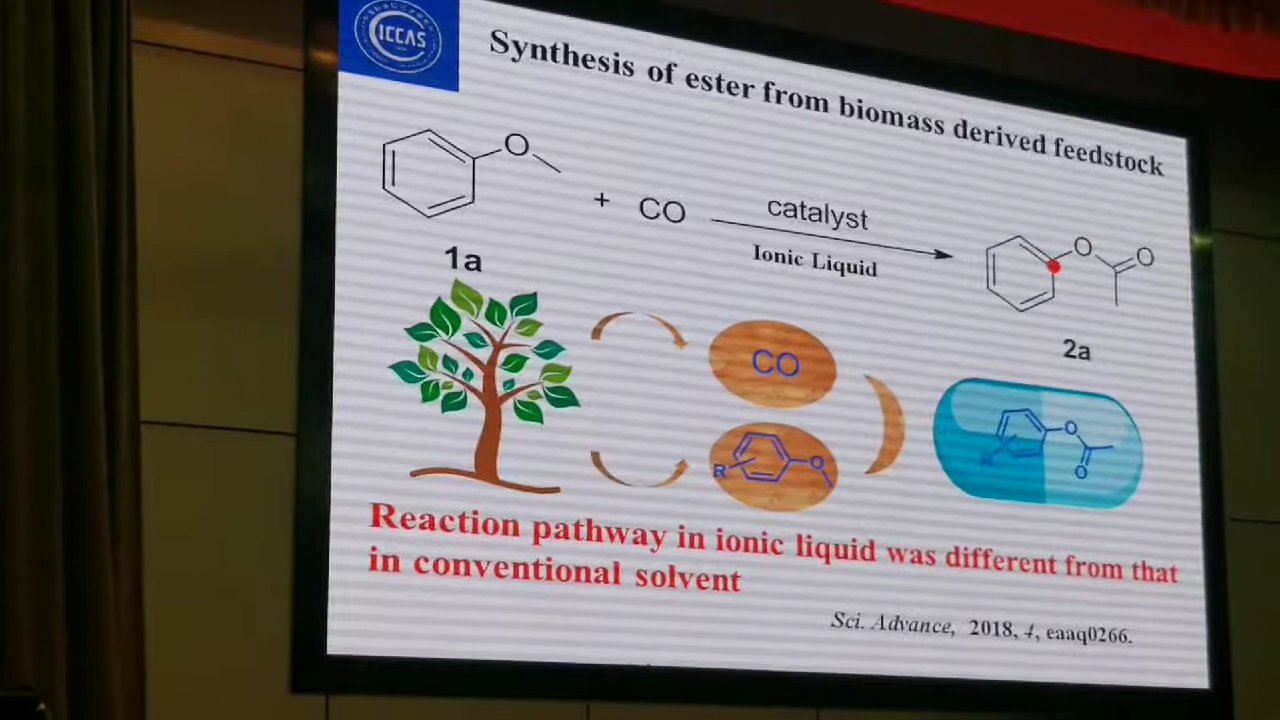 ICCAS
Synthesis of ester from biomass derived feedstock
O
+ CO
catalyst
Ionic Liquid
O
O
1a
2a
CO
R
O
O
O
Reaction pathway in ionic liquid was different from that
in conventional solvent
Sci. Advance, 2018, 4, eaaq0266.